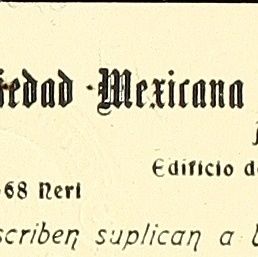 iedad Mexicana
Edificio d
-68 Neri
scriben suplican a